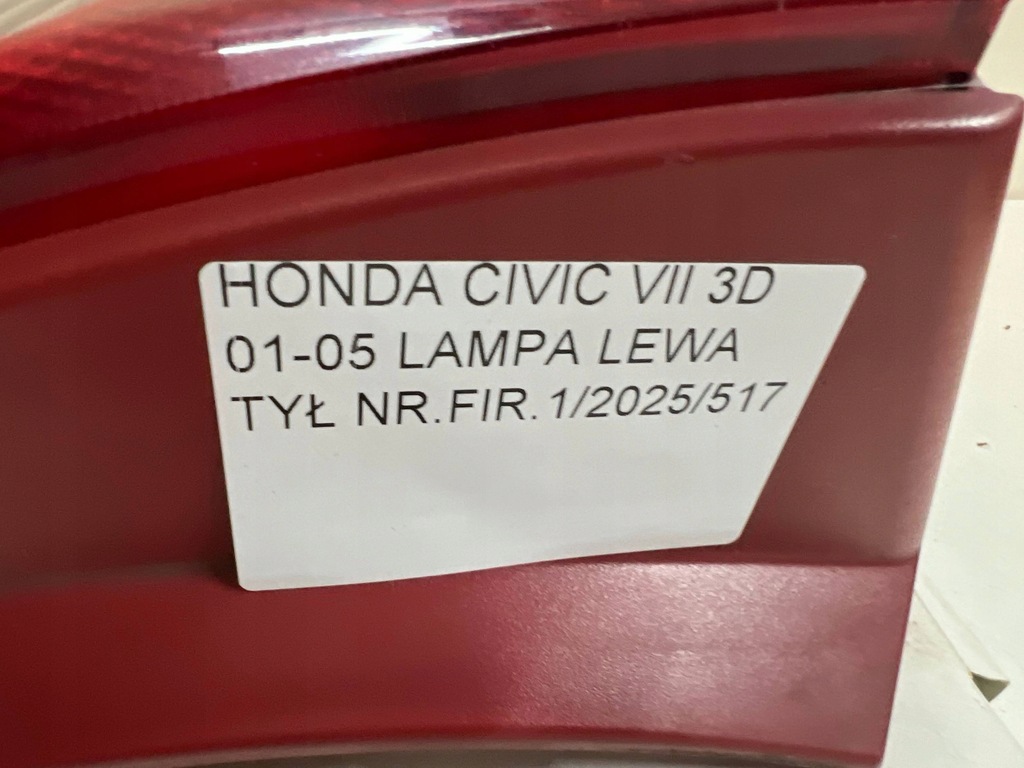 HONDA CIVIC VII 3D
01-05 LAMPA LEWA
TYŁ NR.FIR.1/2025/517